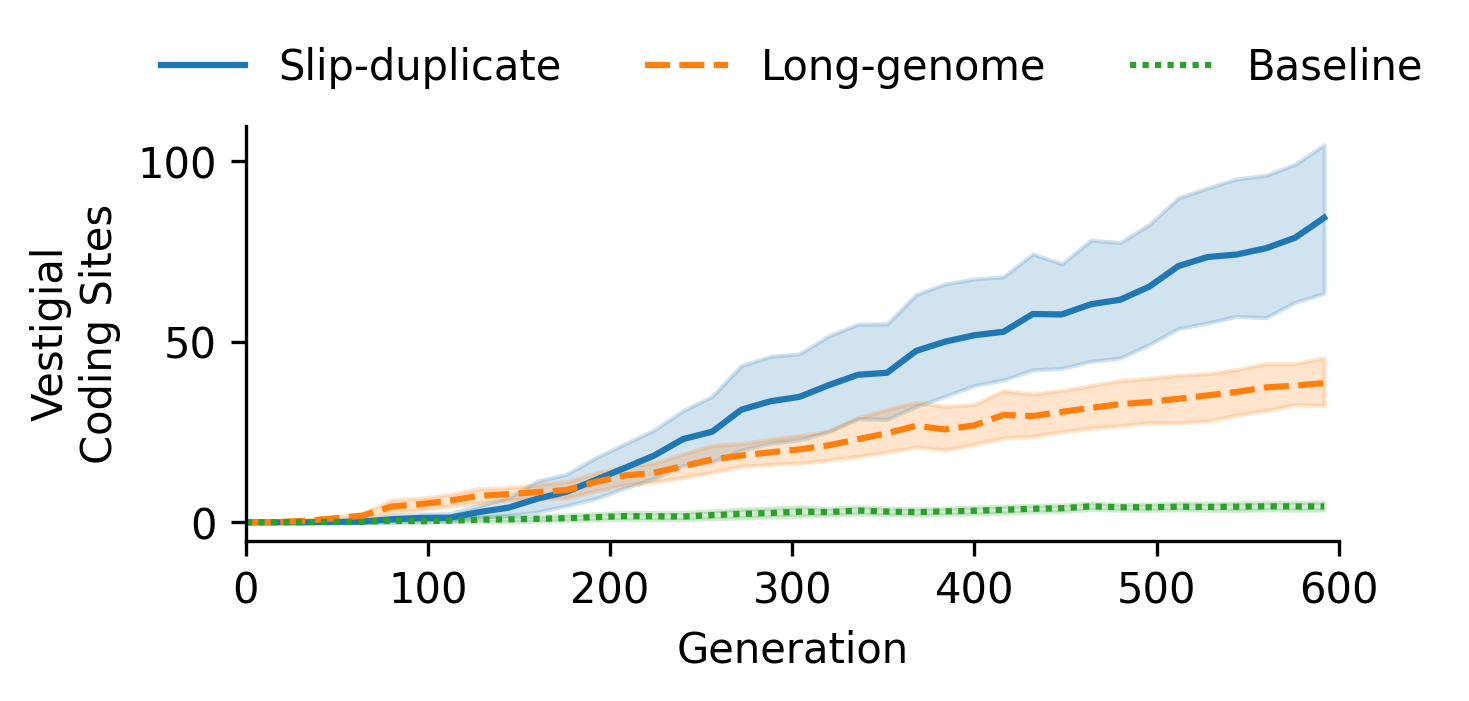 Slip-duplicate Long-genome Baseline
100
50
0
Vestigial
Coding Sites
0 100 200 300 400 500 600
Generation